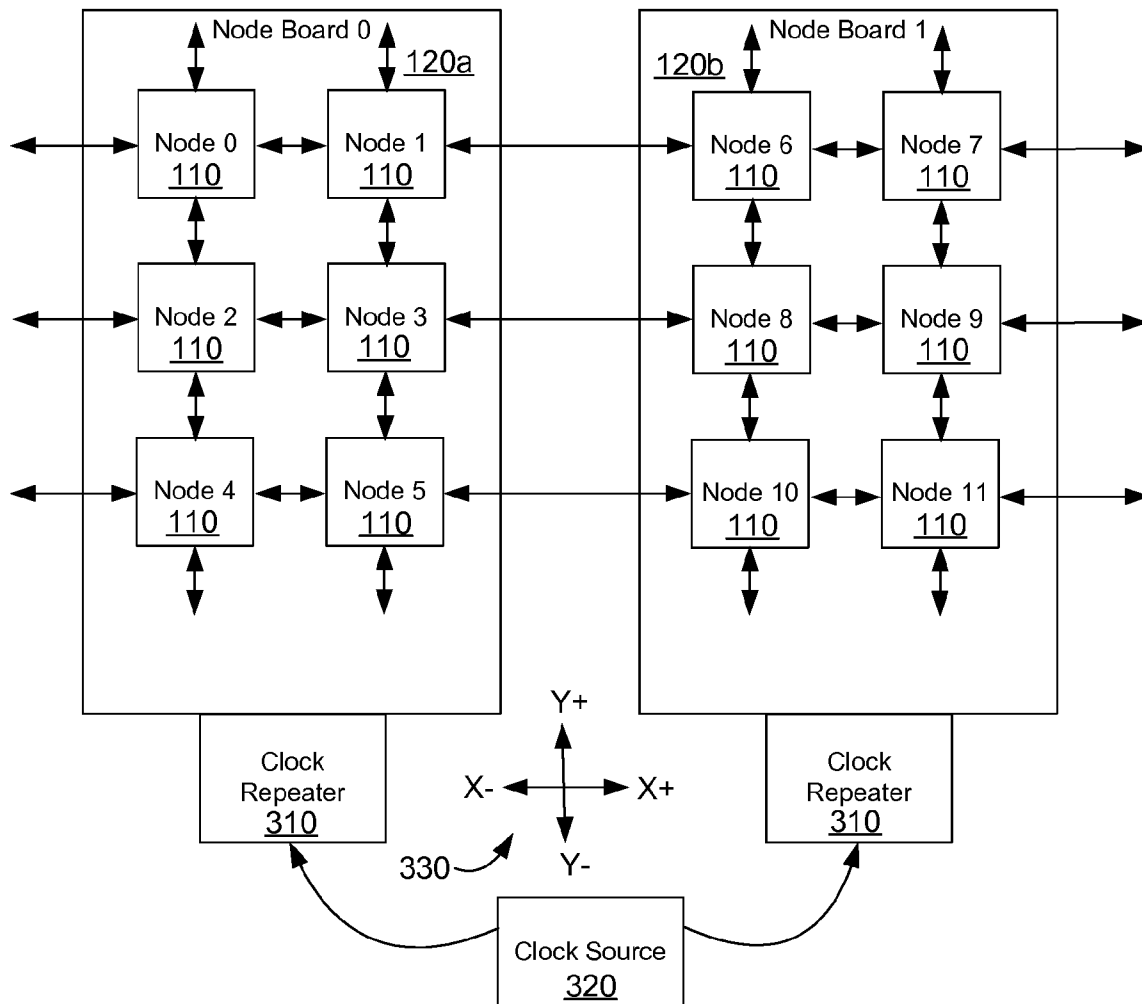 Node Board 0
120a
Node Board 1
120b
Node 0
110
Node 1
110
Node 6
110
Node 7
110
Node 2
110
Node 3
110
Node 8
110
Node 9
110
Node 4
110
Node 5
110
Node 10
110
Node 11
110
Clock
Repeater
310
Y+
X-
X+
Y-
330
Clock
Repeater
310
Clock Source
320